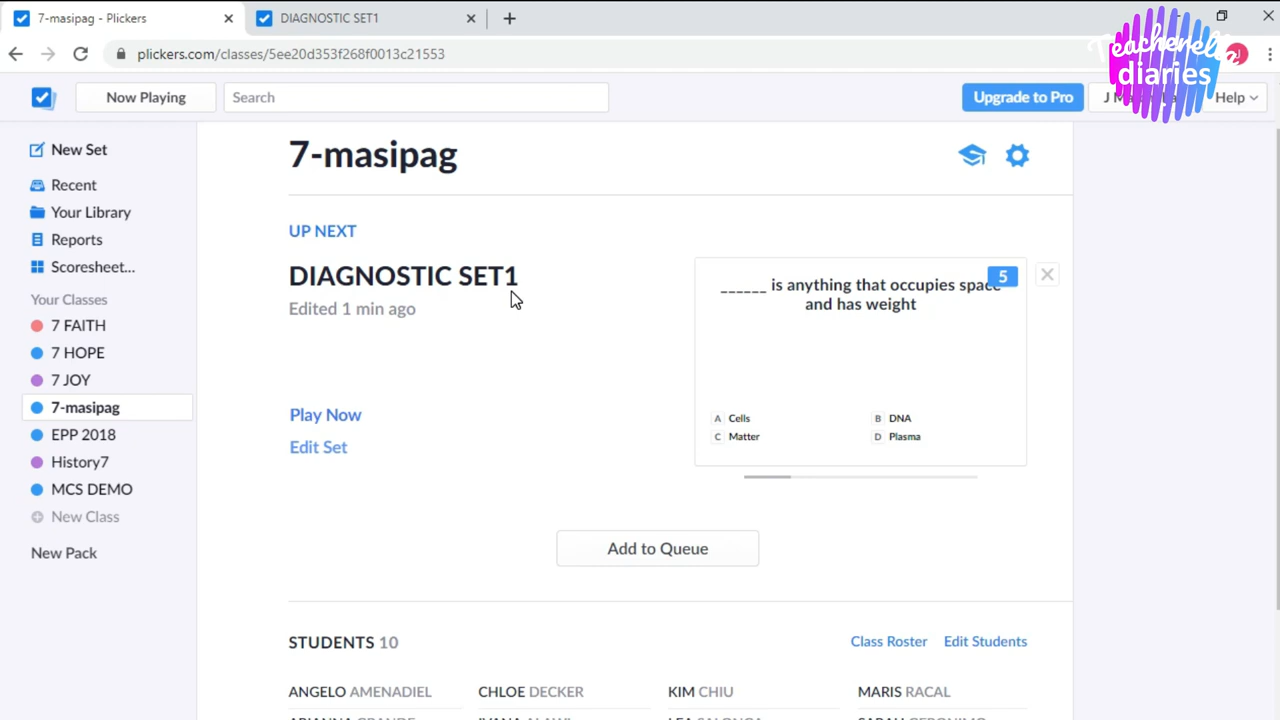 7-masipag - Plickers
DIAGNOSTIC SET1
plickers.com/classes/5ee20d353f268f0013c21553
Teacherella
diaries
Now Playing
Search
Upgrade to Pro
Help
New Set
Recent
Your Library
Reports
Scoresheet...
Your Classes
7 FAITH
7 HOPE
7 JOY
7-masipag
EPP 2018
History7
MCS DEMO
New Class
New Pack
7-masipag
UP NEXT
DIAGNOSTIC SET1
Edited 1 min ago
Play Now
Edit Set
5
______ is anything that occupies space
and has weight
A Cells
B DNA
C Matter
D Plasma
Add to Queue
STUDENTS 10
Class Roster
Edit Students
ANGELO AMENADIEL
CHLOE DECKER
KIM CHIU
MARIS RACAL